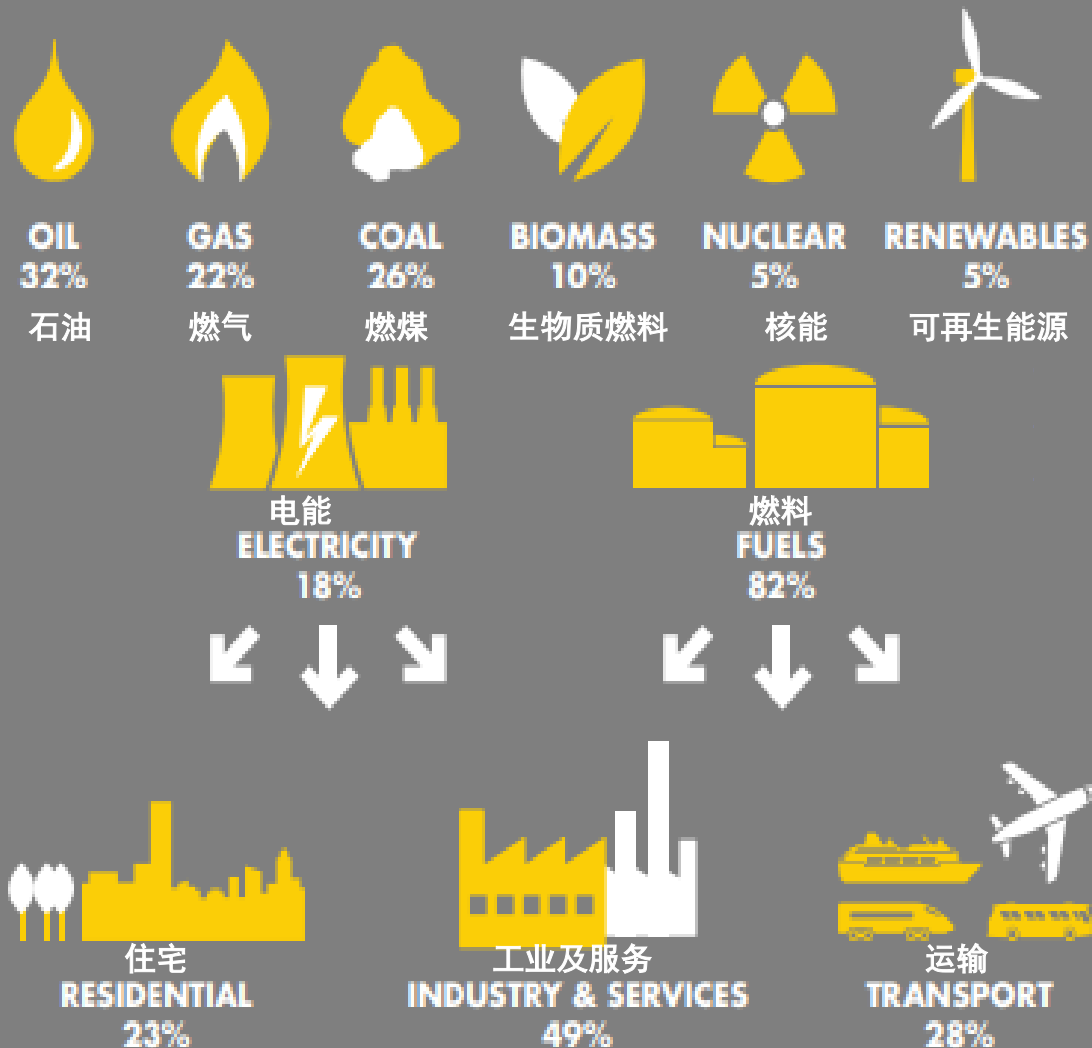 OIL GAS COAL BIOMASS NUCLEAR RENEWABLES
32% 22% 26% 10% 5% 5%
石油 燃气 燃煤 生物质燃料 核能 可再生能源
电能 燃料
ELECTRICITY FUELS
18% 82%
住宅 工业及服务 运输
RESIDENTIAL INDUSTRY & SERVICES TRANSPORT
23% 49% 28%